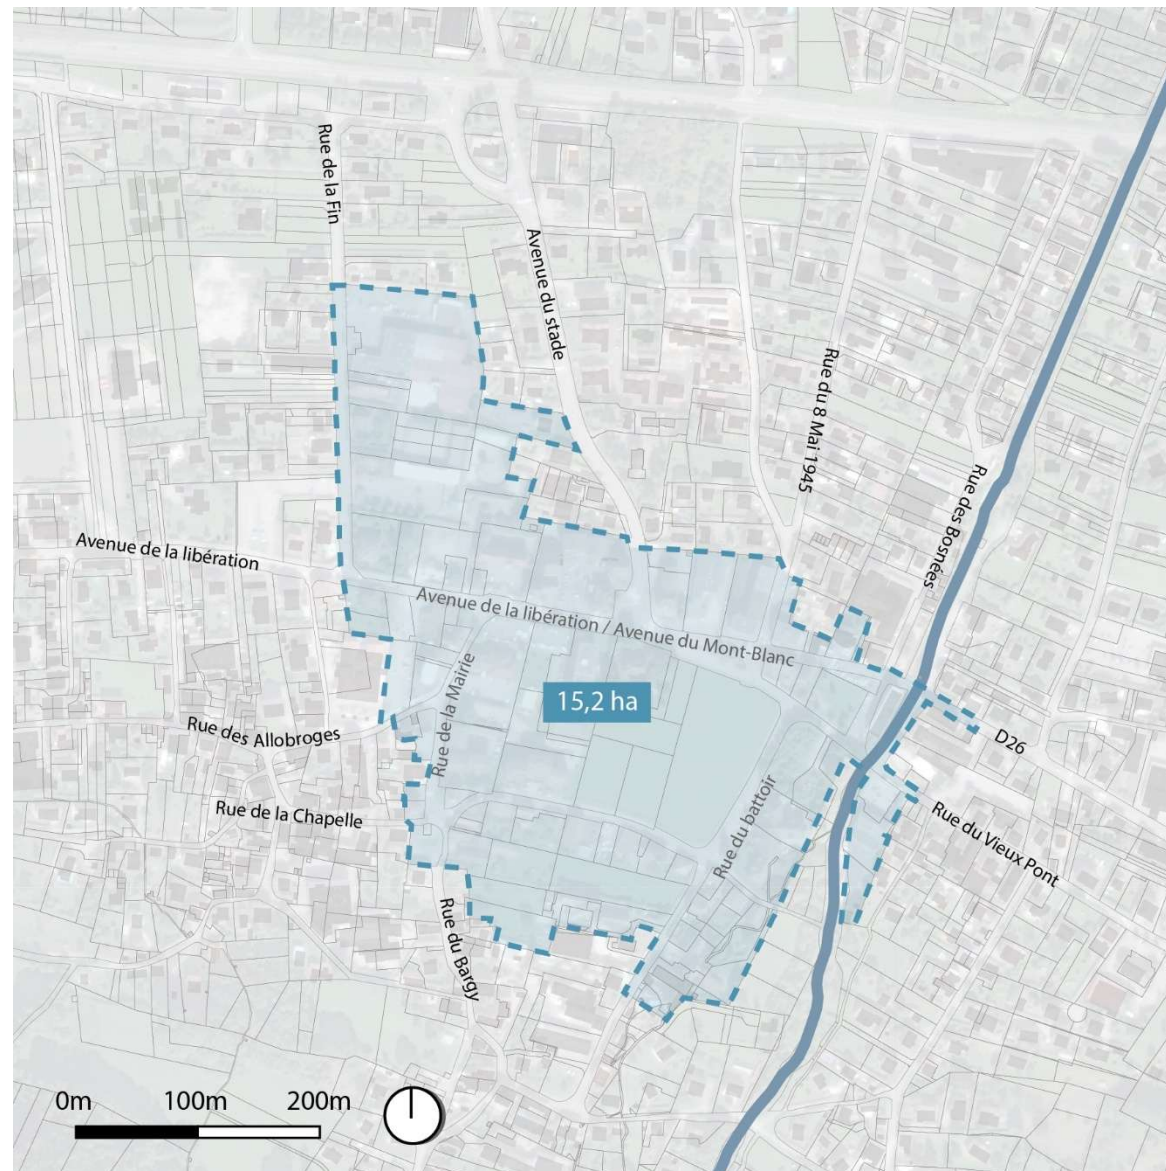 Rue de la Fin
Avenue du stade
Rue du 8 Mai 1945
Rue des Bosnées
Avenue de la libération
Avenue de la libération / Avenue du Mont-Blanc
Rue de la Mairie
15,2 ha
Rue des Allobroges
D26
Rue de la Chapelle
Rue du battoir
Rue du Vieux Pont
Rue du Bargy
0m 100m 200m